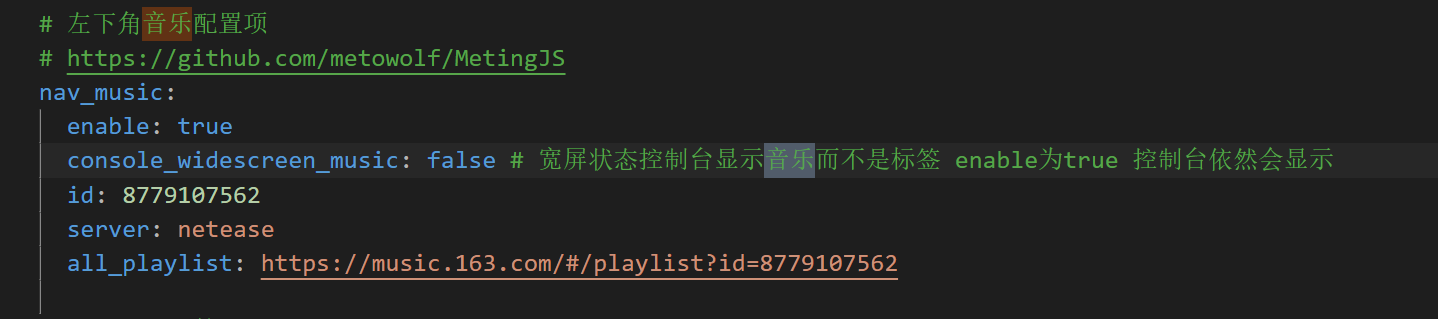 # 左下角音乐配置项
# https://github.com/metowolf/MetingJS
nav_music:
enable: true
console_widescreen_music: false # 宽屏状态控制台显示音乐而不是标签 enable为true 控制台依然会显示
id: 8779107562
server: netease
all_playlist: https://music.163.com/#/playlist?id=8779107562